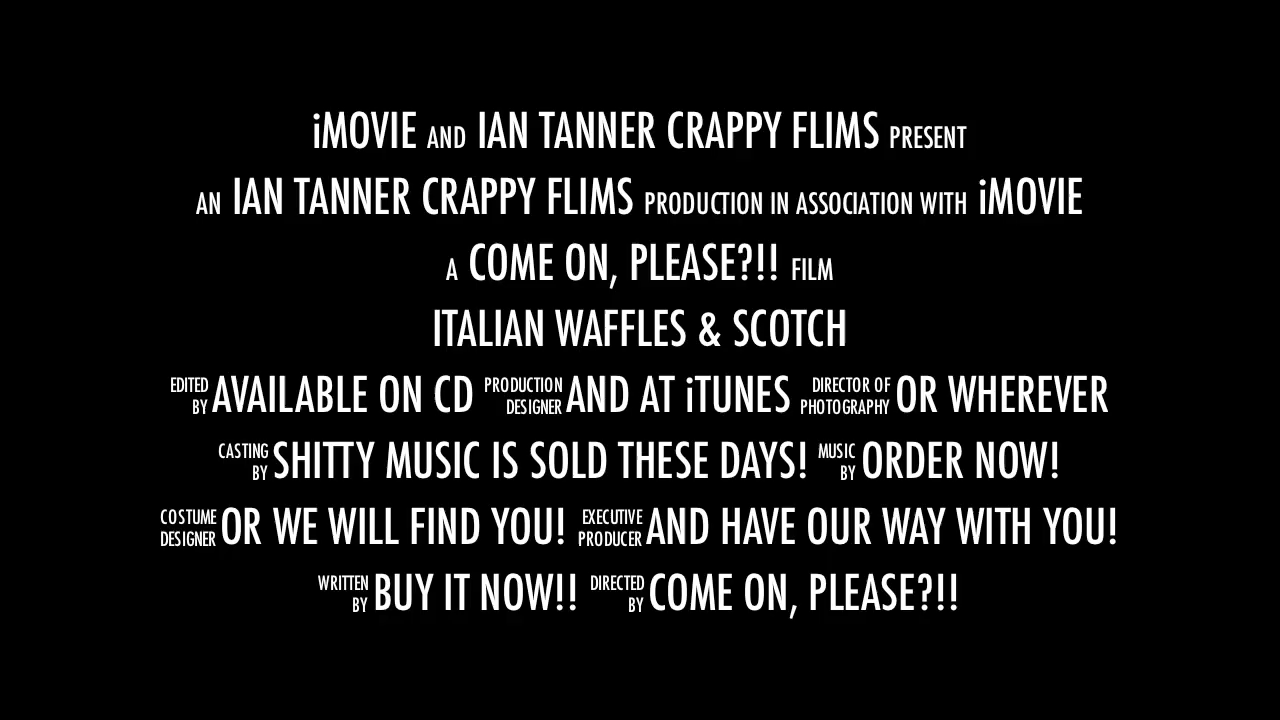 iMOVIE AND IAN TANNER CRAPPY FLIMS PRESENT
AN IAN TANNER CRAPPY FLIMS PRODUCTION IN ASSOCIATION WITH iMOVIE
A COME ON, PLEASE?!! FILM
ITALIAN WAFFLES & SCOTCH
EDITED BY AVAILABLE ON CD PRODUCTION DESIGNER AND AT iTUNES DIRECTOR OF PHOTOGRAPHY OR WHEREVER
CASTING BY SHITTY MUSIC IS SOLD THESE DAYS! MUSIC BY ORDER NOW!
COSTUME DESIGNER OR WE WILL FIND YOU! EXECUTIVE PRODUCER AND HAVE OUR WAY WITH YOU!
WRITTEN BY BUY IT NOW!! DIRECTED BY COME ON, PLEASE?!!